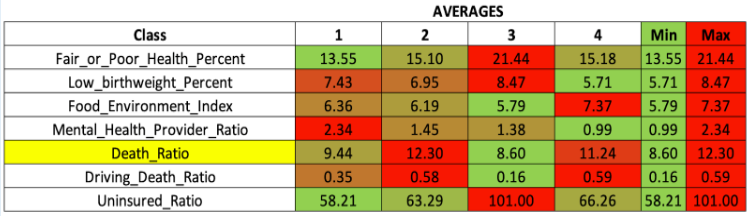 AVERAGES
Class 1 2 3 4 Min Max
Fair_or_Poor_Health_Percent 13.55 15.10 21.44 15.18 13.55 21.44
Low_birthweight_Percent 7.43 6.95 8.47 5.71 5.71 8.47
Food_Environment_Index 6.36 6.19 5.79 7.37 5.79 7.37
Mental_Health_Provider_Ratio 2.34 1.45 1.38 0.99 0.99 2.34
Death_Ratio 9.44 12.30 8.60 11.24 8.60 12.30
Driving_Death_Ratio 0.35 0.58 0.16 0.59 0.16 0.59
Uninsured_Ratio 58.21 63.29 101.00 66.26 58.21 101.00